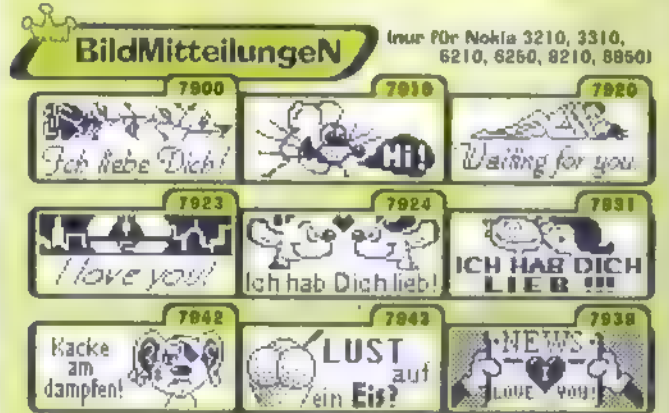 BildMitteilungeN
(nur für Nokia 3210, 3310,
6210, 6250, 8210, 8850)
7900
Ich liebe Dich!
7918
Hi!
7920
Waiting for you
7923
I love you!
7924
Ich hab Dich lieb!
7931
ICH HAB DICH
LIEB !!!
7942
Kacke
am
dampfen!
7943
LUST
auf
ein Eis?
7938
NEWS
I
LOVE YOU!